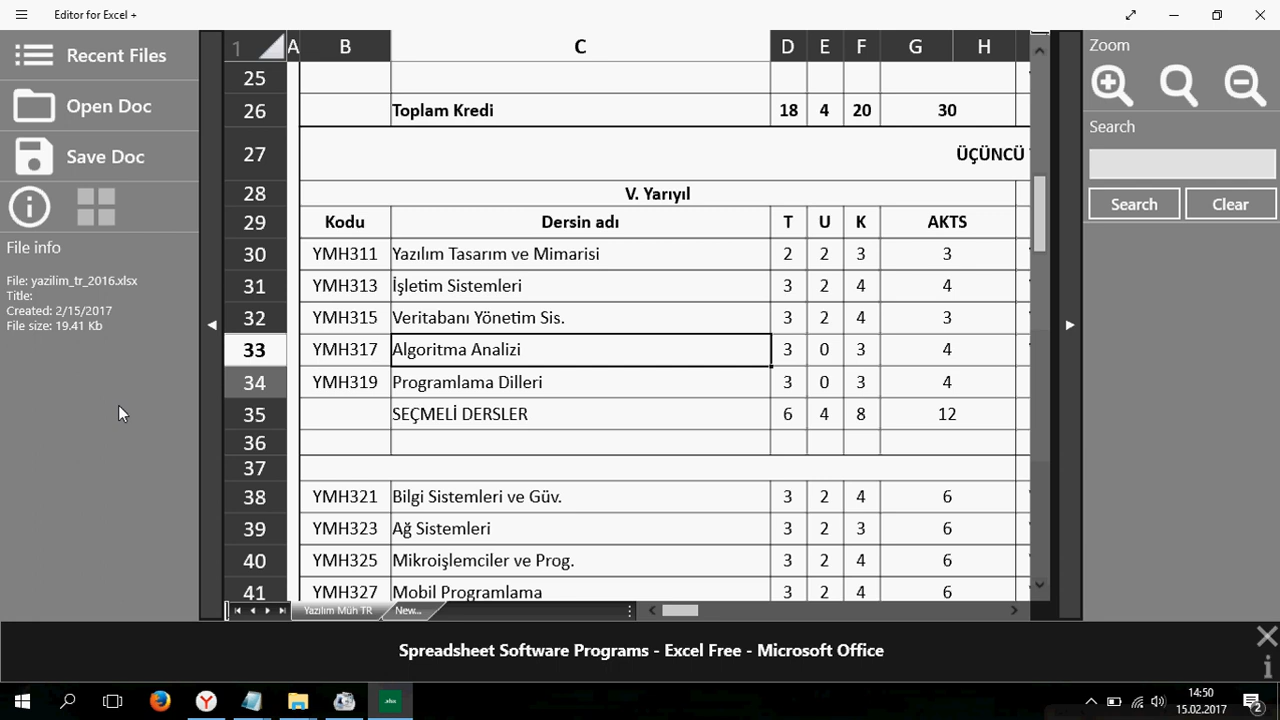 Editor for Excel +
Recent Files
Open Doc
Save Doc
File info
File: yazilim_tr_2016.xlsx
Title:
Created: 2/15/2017
File size: 19.41 Kb
1 A B C D E F G H
25
26 Toplam Kredi 18 4 20 30
27 ÜÇÜNCÜ
28 V. Yarıyıl
29 Kodu Dersin adı T U K AKTS
30 YMH311 Yazılım Tasarım ve Mimarisi 2 2 3 3
31 YMH313 İşletim Sistemleri 3 2 4 4
32 YMH315 Veritabanı Yönetim Sis. 3 2 4 3
33 YMH317 Algoritma Analizi 3 0 3 4
34 YMH319 Programlama Dilleri 3 0 3 4
35 SEÇMELİ DERSLER 6 4 8 12
36
37
38 YMH321 Bilgi Sistemleri ve Güv. 3 2 4 6
39 YMH323 Ağ Sistemleri 3 2 3 6
40 YMH325 Mikroişlemciler ve Prog. 3 2 4 6
41 YMH327 Mobil Programlama 3 2 4 6
Yazılım Müh TR New...
Zoom
Search
Search Clear
Spreadsheet Software Programs - Excel Free - Microsoft Office
14:50
15.02.2017
2